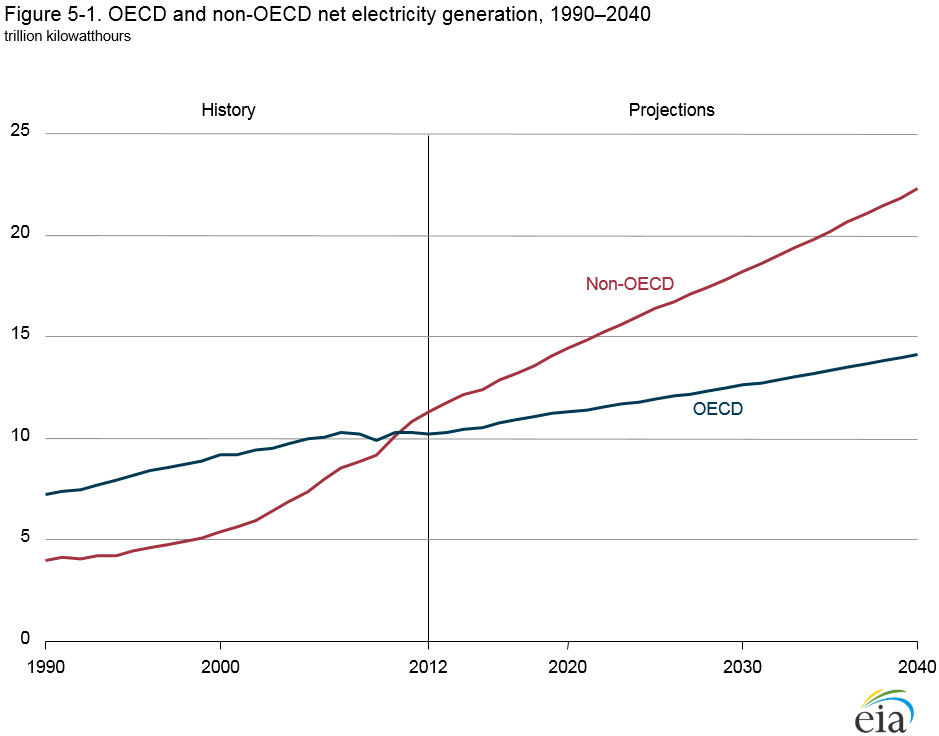 Figure 5-1. OECD and non-OECD net electricity generation, 1990–2040
trillion kilowatthours
History Projections
25
20
Non-OECD
15
OECD
10
5
0
1990 2000 2012 2020 2030 2040
eia